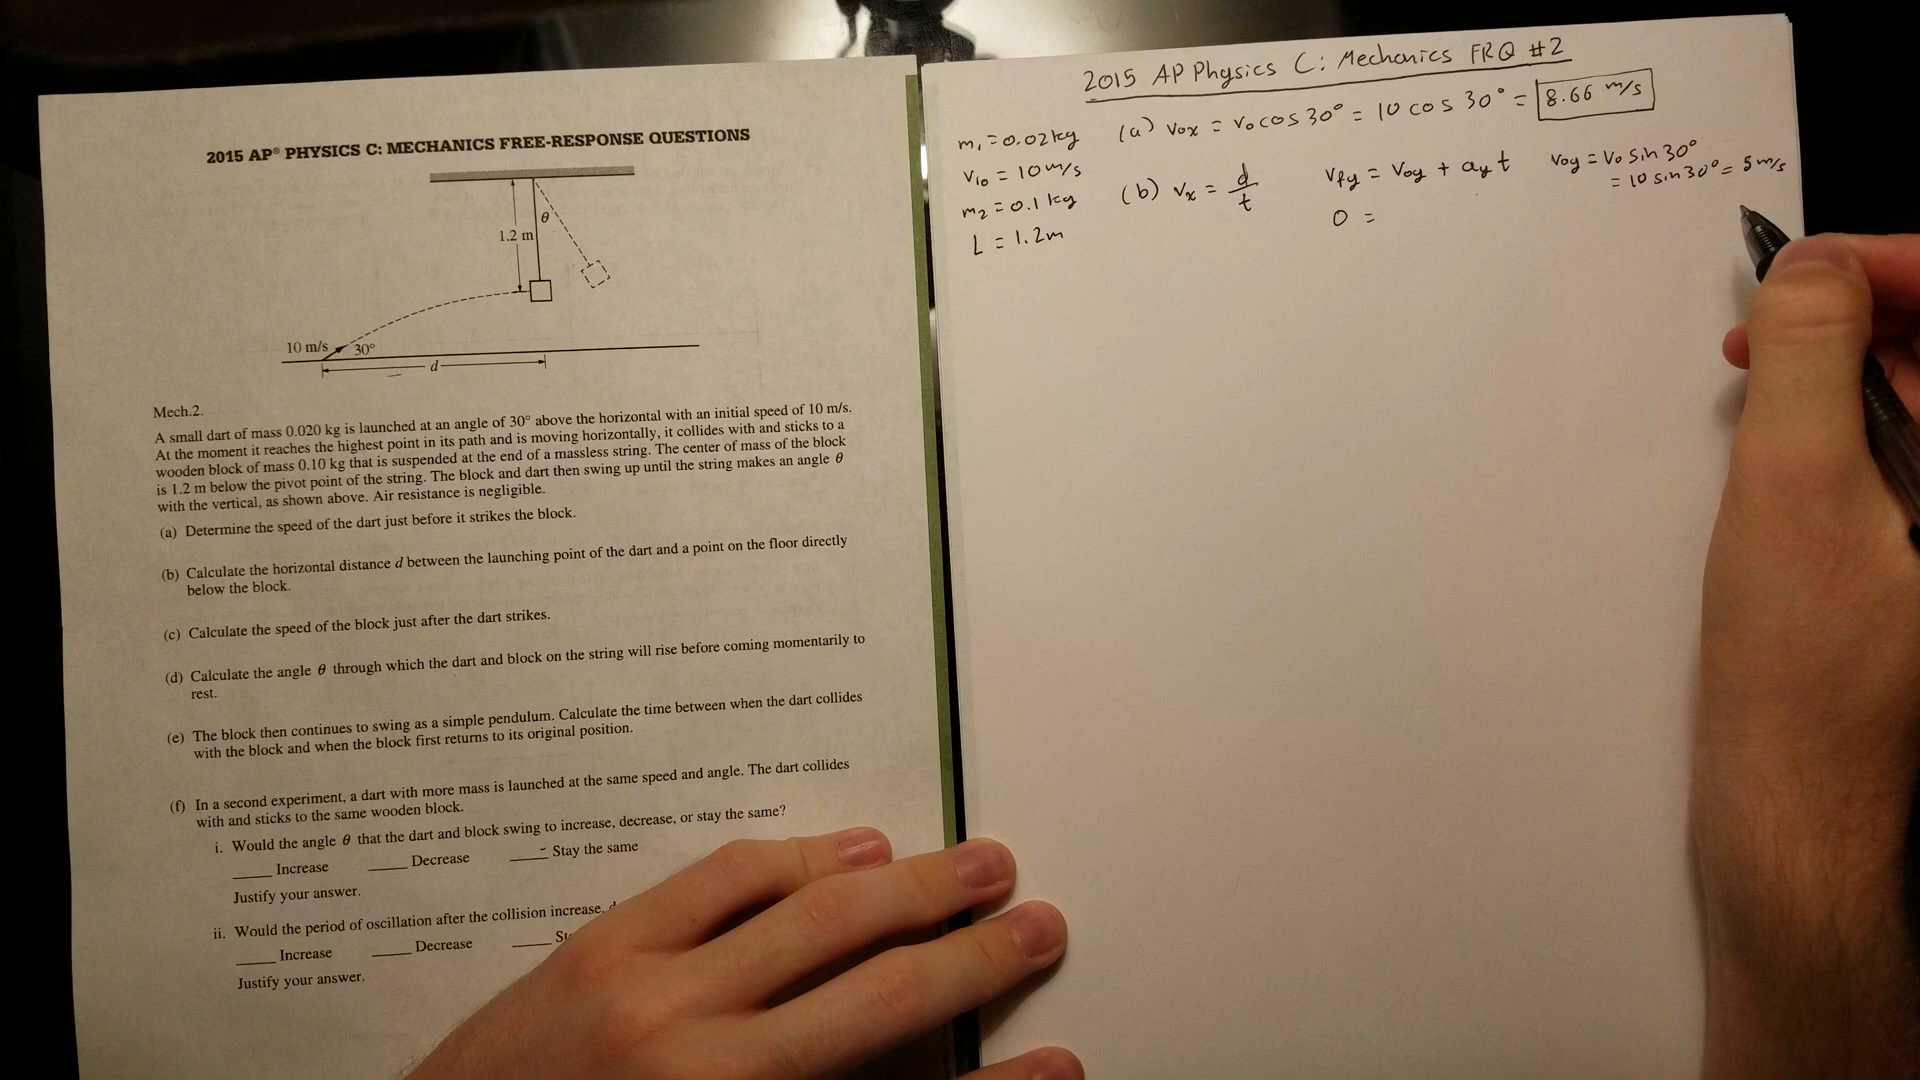 2015 AP® PHYSICS C: MECHANICS FREE-RESPONSE QUESTIONS
θ
1.2 m
10 m/s
30°
d
Mech.2.
A small dart of mass 0.020 kg is launched at an angle of 30° above the horizontal with an initial speed of 10 m/s.
At the moment it reaches the highest point in its path and is moving horizontally, it collides with and sticks to a
wooden block of mass 0.10 kg that is suspended at the end of a massless string. The center of mass of the block
is 1.2 m below the pivot point of the string. The block and dart then swing up until the string makes an angle θ
with the vertical, as shown above. Air resistance is negligible.
(a) Determine the speed of the dart just before it strikes the block.
(b) Calculate the horizontal distance d between the launching point of the dart and a point on the floor directly
below the block.
(c) Calculate the speed of the block just after the dart strikes.
(d) Calculate the angle θ through which the dart and block on the string will rise before coming momentarily to
rest.
(e) The block then continues to swing as a simple pendulum. Calculate the time between when the dart collides
with the block and when the block first returns to its original position.
(f) In a second experiment, a dart with more mass is launched at the same speed and angle. The dart collides
with and sticks to the same wooden block.
i. Would the angle θ that the dart and block swing to increase, decrease, or stay the same?
____ Increase ____ Decrease ____ Stay the same
Justify your answer.
ii. Would the period of oscillation after the collision increase,
____ Increase ____ Decrease ____
Justify your answer.
2015 AP Physics C: Mechanics FRQ #2
m₁ = 0.02 kg
v₁₀ = 10 m/s
m₂ = 0.1 kg
L = 1.2m
(a) v₀ₓ = v₀ cos 30° = 10 cos 30° = 8.66 m/s
(b) vₓ = d/t
v_fy = v_oy + a_y t
0 =
v_oy = v₀ sin 30°
= 10 sin 30° = 5 m/s